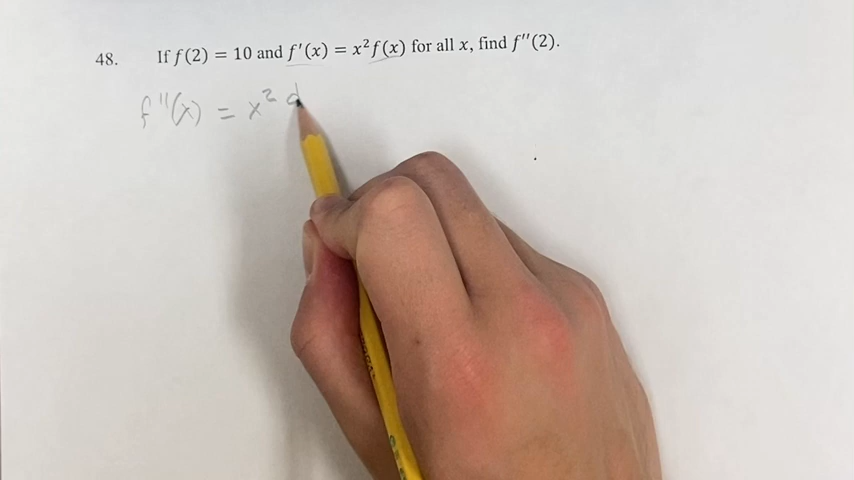 48. If f(2) = 10 and f′(x) = x²f(x) for all x, find f′′(2).
f''(x) = x² d